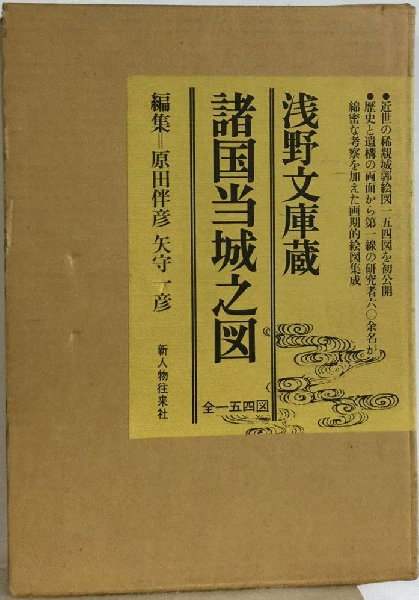 ●近世の稀覯城郭絵図一五四図を初公開
●歴史と遺構の両面から第一線の研究者六〇余名が
綿密な考察を加えた画期的絵図集成
浅野文庫蔵
諸国当城之図
全一五四図
編集＝原田伴彦 矢守一彦
新人物往来社